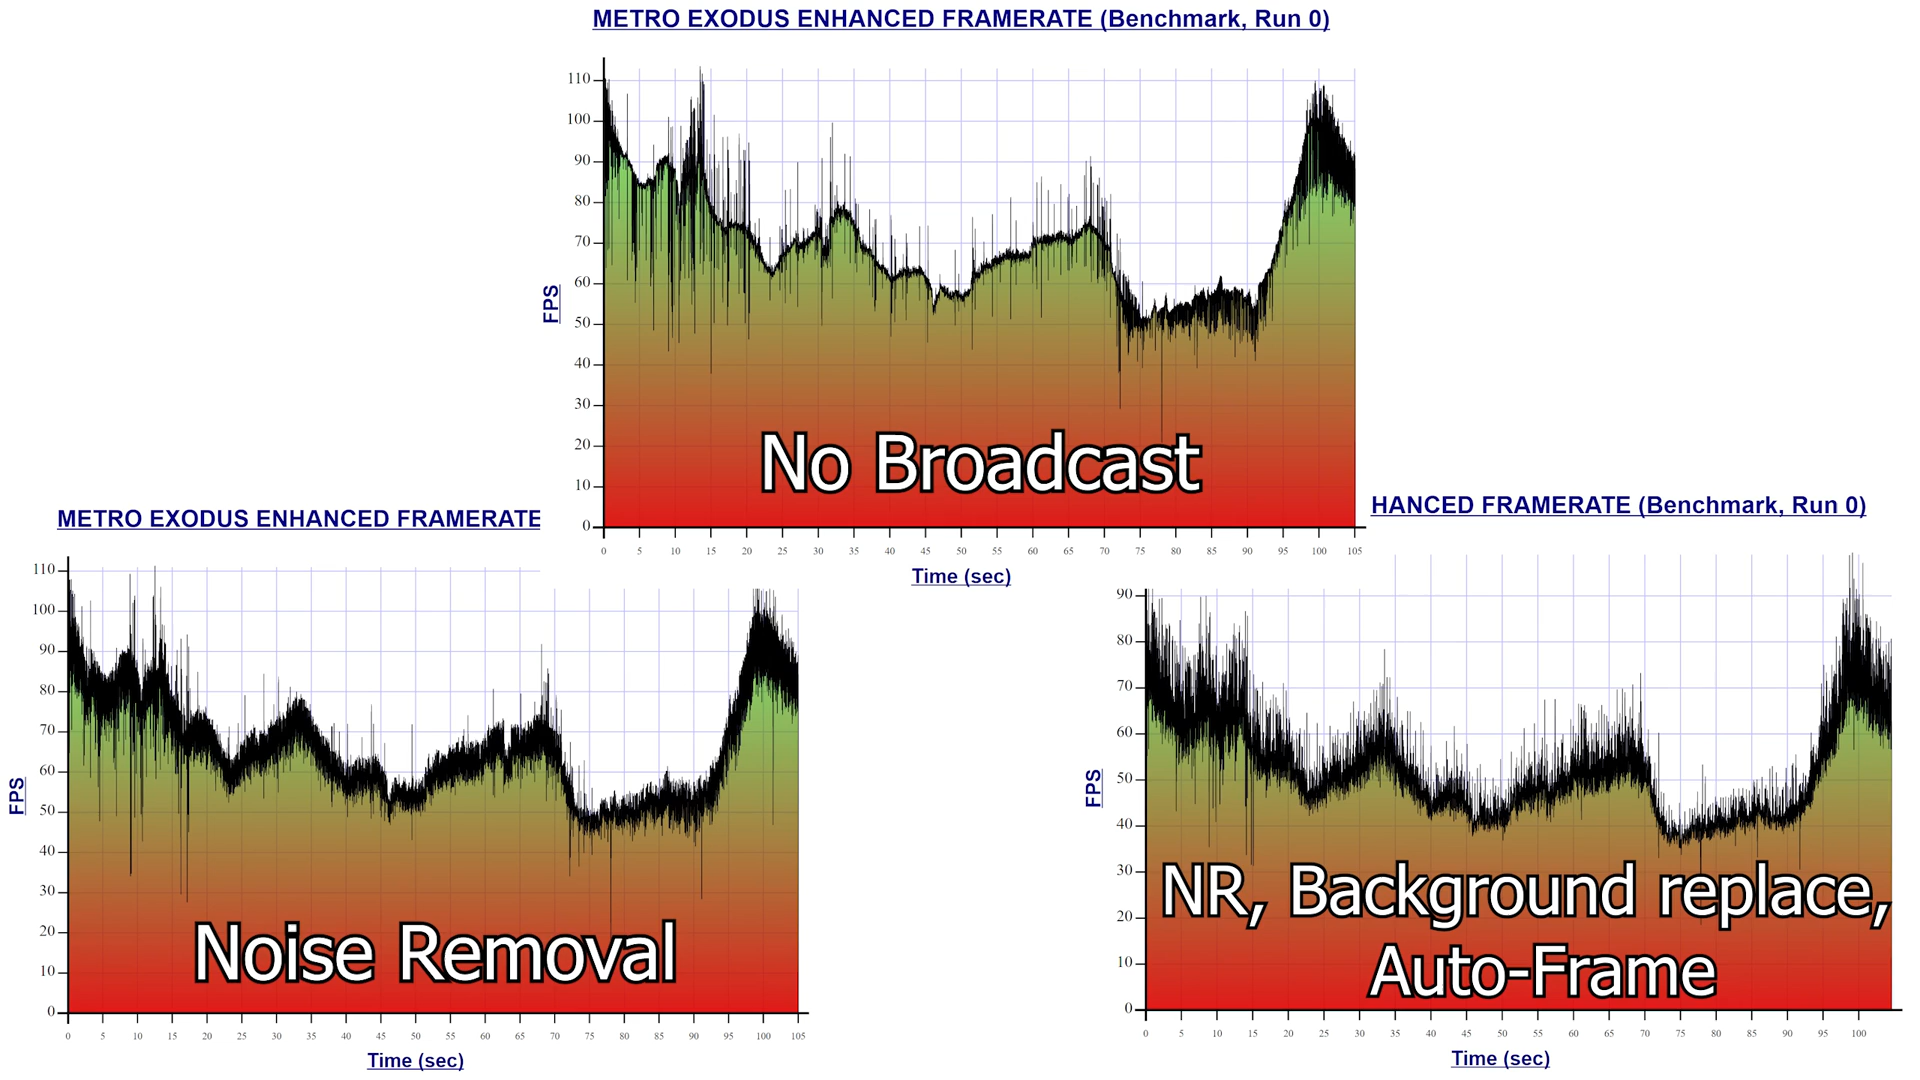 METRO EXODUS ENHANCED FRAMERATE (Benchmark, Run 0)
110
100
90
80
70
60
50
40
30
20
10
0
FPS
No Broadcast
0 5 10 15 20 25 30 35 40 45 50 55 60 65 70 75 80 85 90 95 100 105
Time (sec)
METRO EXODUS ENHANCED FRAMERATE
110
100
90
80
70
60
50
40
30
20
10
0
FPS
Noise Removal
0 5 10 15 20 25 30 35 40 45 50 55 60 65 70 75 80 85 90 95 100 105
Time (sec)
HANCED FRAMERATE (Benchmark, Run 0)
90
80
70
60
50
40
30
20
10
0
FPS
NR, Background replace,
Auto-Frame
0 5 10 15 20 25 30 35 40 45 50 55 60 65 70 75 80 85 90 95 100
Time (sec)